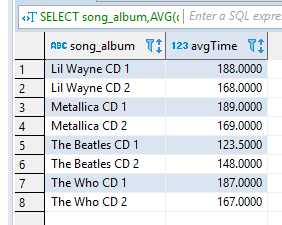 SELECT song_album,AVG( Enter a SQL expre
ABC song_album 123 avgTime
1 Lil Wayne CD 1 188.0000
2 Lil Wayne CD 2 168.0000
3 Metallica CD 1 189.0000
4 Metallica CD 2 169.0000
5 The Beatles CD 1 123.5000
6 The Beatles CD 2 148.0000
7 The Who CD 1 187.0000
8 The Who CD 2 167.0000